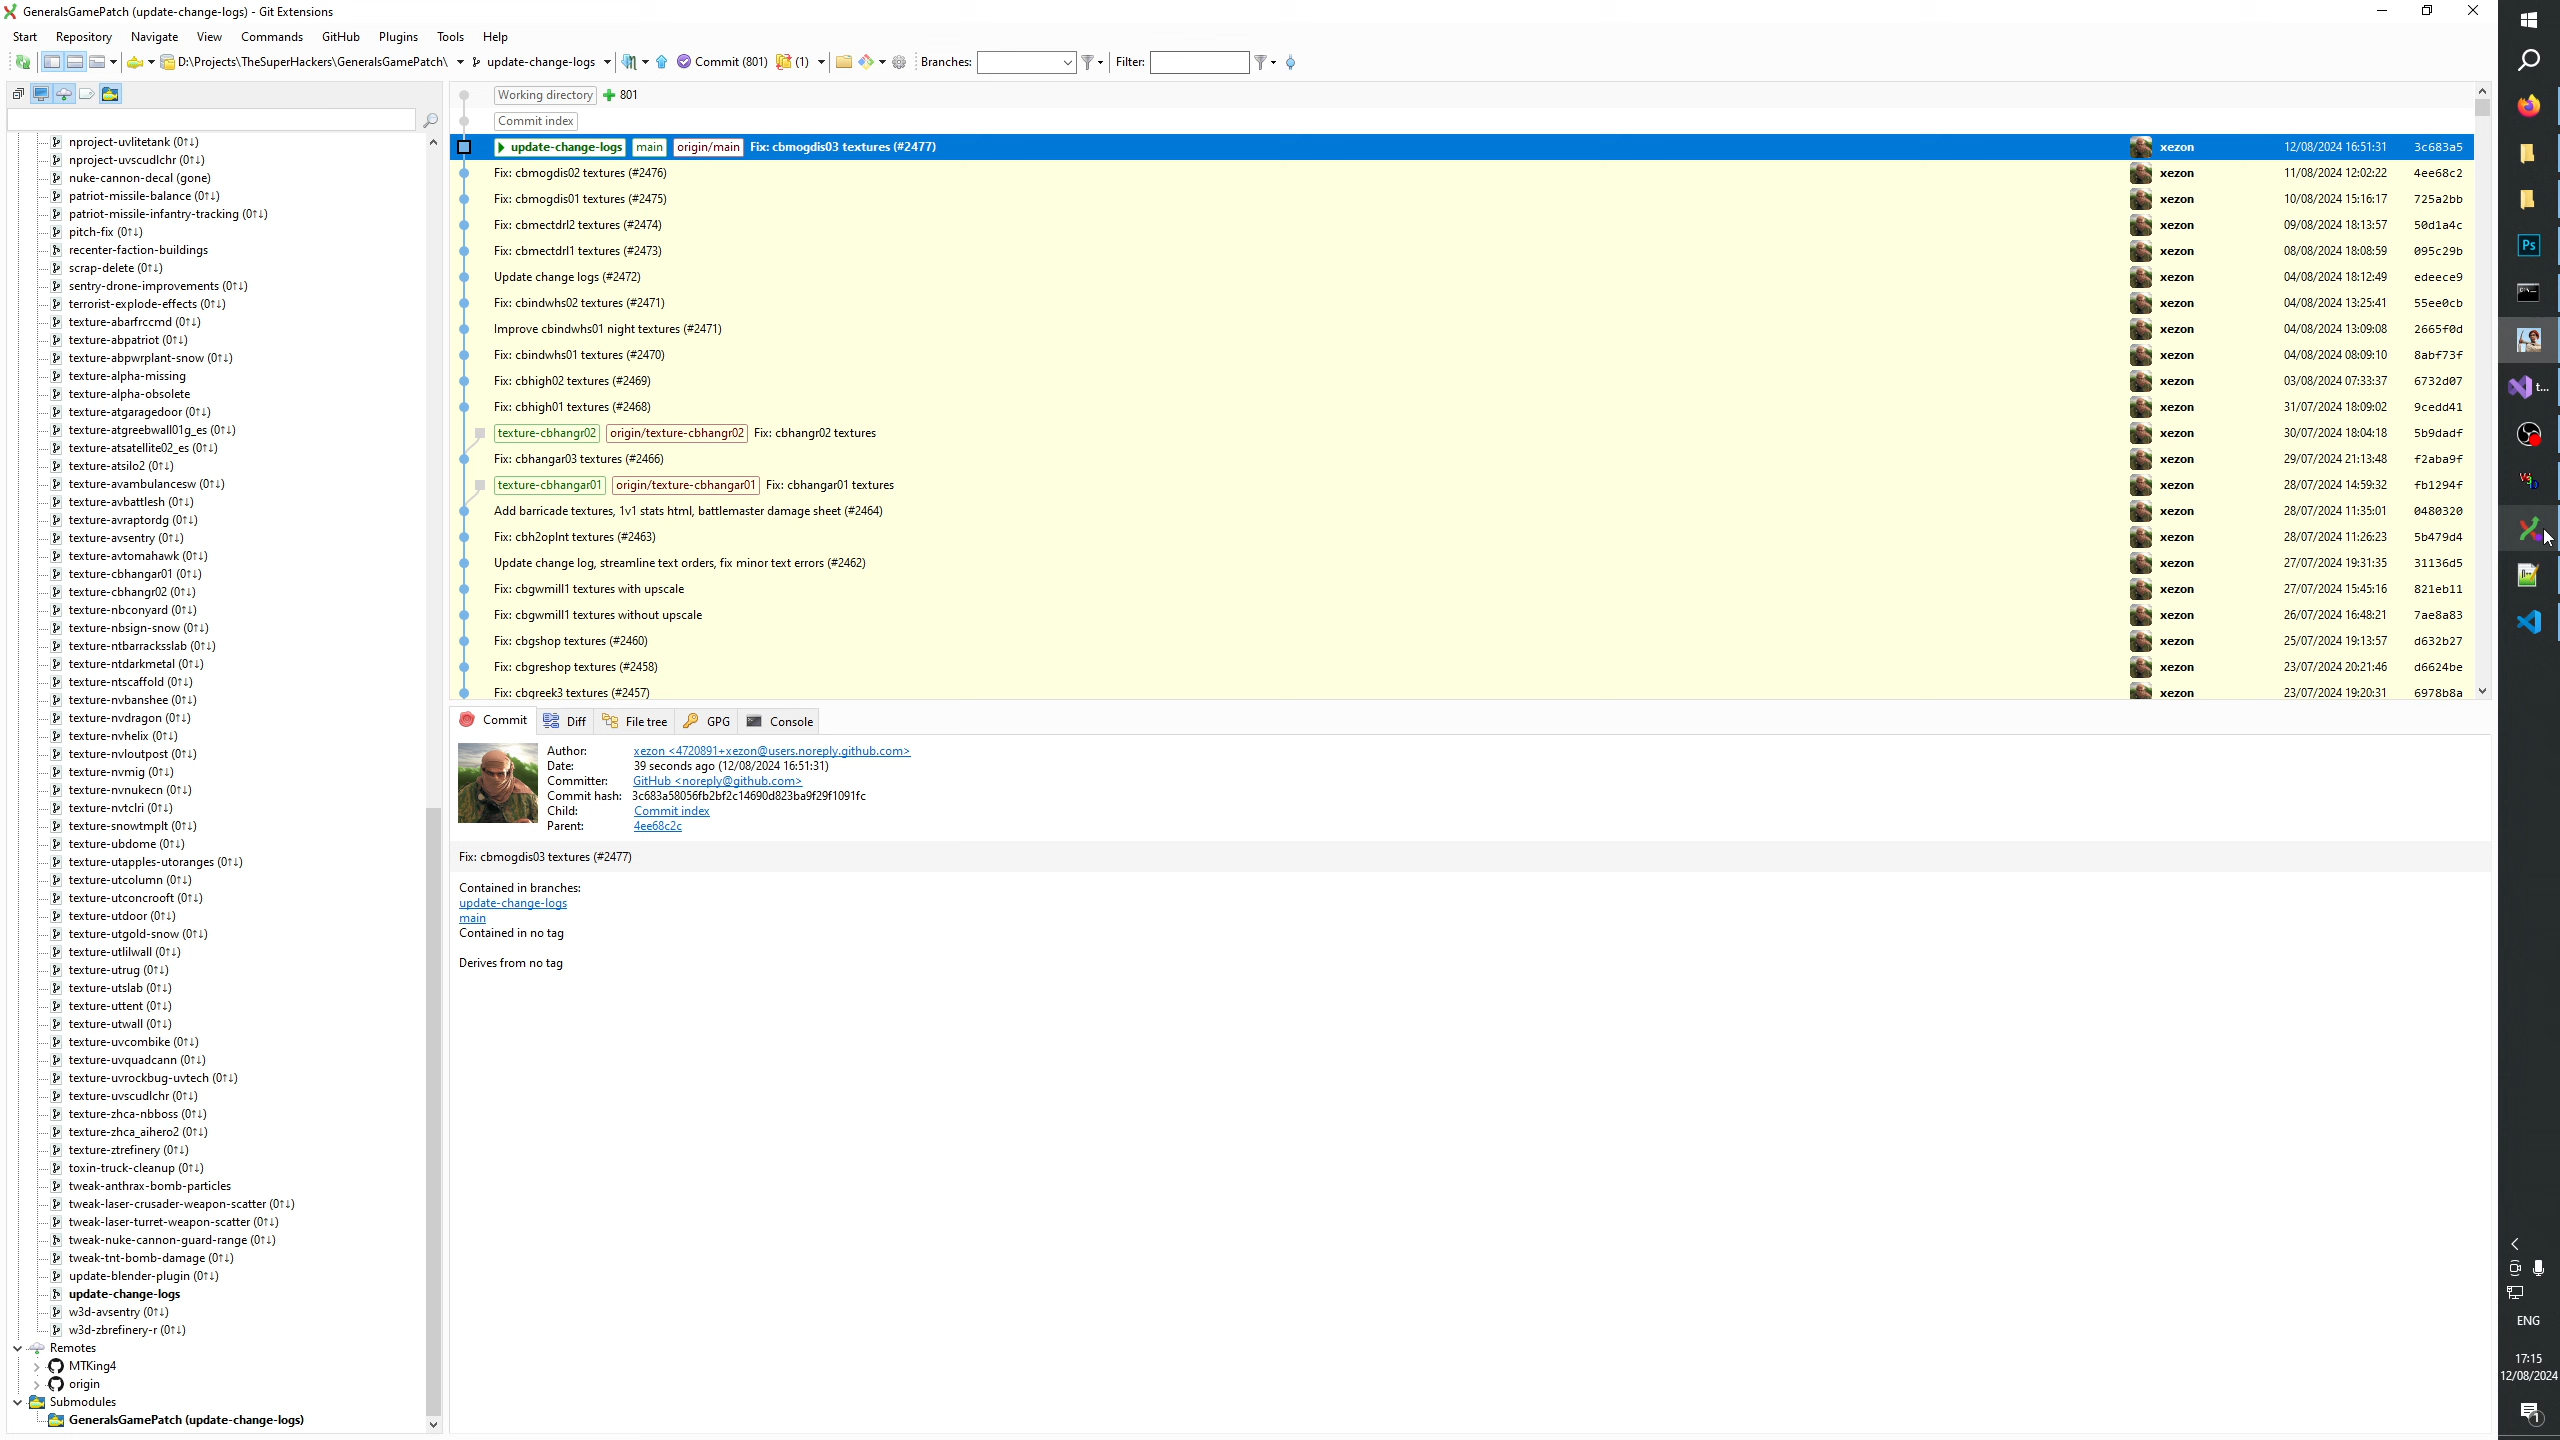 GeneralsGamePatch (update-change-logs) - Git Extensions
Start Repository Navigate View Commands GitHub Plugins Tools Help
D:\Projects\TheSuperHackers\GeneralsGamePatch\ update-change-logs Commit (801) (1) Branches: Filter:
nproject-uvlitetank (0↑↓)
nproject-uvscudlchr (0↑↓)
nuke-cannon-decal (gone)
patriot-missile-balance (0↑↓)
patriot-missile-infantry-tracking (0↑↓)
pitch-fix (0↑↓)
recenter-faction-buildings
scrap-delete (0↑↓)
sentry-drone-improvements (0↑↓)
terrorist-explode-effects (0↑↓)
texture-abarfrccmd (0↑↓)
texture-abpatriot (0↑↓)
texture-abpwrplant-snow (0↑↓)
texture-alpha-missing
texture-alpha-obsolete
texture-atgaragedoor (0↑↓)
texture-atgreebwall01g_es (0↑↓)
texture-atsatellite02_es (0↑↓)
texture-atsilo2 (0↑↓)
texture-avambulancesw (0↑↓)
texture-avbattlesh (0↑↓)
texture-avraptordg (0↑↓)
texture-avsentry (0↑↓)
texture-avtomahawk (0↑↓)
texture-cbhangar01 (0↑↓)
texture-cbhangr02 (0↑↓)
texture-nbconyard (0↑↓)
texture-nbsign-snow (0↑↓)
texture-ntbarracksslab (0↑↓)
texture-ntdarkmetal (0↑↓)
texture-ntscaffold (0↑↓)
texture-nvbanshee (0↑↓)
texture-nvdragon (0↑↓)
texture-nvhelix (0↑↓)
texture-nvloutpost (0↑↓)
texture-nvmig (0↑↓)
texture-nvnukecn (0↑↓)
texture-nvtclri (0↑↓)
texture-snowtmplt (0↑↓)
texture-ubdome (0↑↓)
texture-utapples-utoranges (0↑↓)
texture-utcolumn (0↑↓)
texture-utconcrooft (0↑↓)
texture-utdoor (0↑↓)
texture-utgold-snow (0↑↓)
texture-utlilwall (0↑↓)
texture-utrug (0↑↓)
texture-utslab (0↑↓)
texture-uttent (0↑↓)
texture-utwall (0↑↓)
texture-uvcombike (0↑↓)
texture-uvquadcann (0↑↓)
texture-uvrockbug-uvtech (0↑↓)
texture-uvscudlchr (0↑↓)
texture-zhca-nbboss (0↑↓)
texture-zhca_aihero2 (0↑↓)
texture-ztrefinery (0↑↓)
toxin-truck-cleanup (0↑↓)
tweak-anthrax-bomb-particles
tweak-laser-crusader-weapon-scatter (0↑↓)
tweak-laser-turret-weapon-scatter (0↑↓)
tweak-nuke-cannon-guard-range (0↑↓)
tweak-tnt-bomb-damage (0↑↓)
update-blender-plugin (0↑↓)
update-change-logs
w3d-avsentry (0↑↓)
w3d-zbrefinery-r (0↑↓)
Remotes
MTKing4
origin
Submodules
GeneralsGamePatch (update-change-logs)
Working directory 801
Commit index
update-change-logs main origin/main Fix: cbmogdis03 textures (#2477) xezon 12/08/2024 16:51:31 3c683a5
Fix: cbmogdis02 textures (#2476) xezon 11/08/2024 12:02:22 4ee68c2
Fix: cbmogdis01 textures (#2475) xezon 10/08/2024 15:16:17 725a2bb
Fix: cbmectdrl2 textures (#2474) xezon 09/08/2024 18:13:57 50d1a4c
Fix: cbmectdrl1 textures (#2473) xezon 08/08/2024 18:08:59 095c29b
Update change logs (#2472) xezon 04/08/2024 18:12:49 edeece9
Fix: cbindwhs02 textures (#2471) xezon 04/08/2024 13:25:41 55ee0cb
Improve cbindwhs01 night textures (#2471) xezon 04/08/2024 13:09:08 2665f0d
Fix: cbindwhs01 textures (#2470) xezon 04/08/2024 08:09:10 8abf73f
Fix: cbhigh02 textures (#2469) xezon 03/08/2024 07:33:37 6732d07
Fix: cbhigh01 textures (#2468) xezon 31/07/2024 18:09:02 9cedd41
texture-cbhangr02 origin/texture-cbhangr02 Fix: cbhangr02 textures xezon 30/07/2024 18:04:18 5b9dadf
Fix: cbhangar03 textures (#2466) xezon 29/07/2024 21:13:48 f2aba9f
texture-cbhangar01 origin/texture-cbhangar01 Fix: cbhangar01 textures xezon 28/07/2024 14:59:32 fb1294f
Add barricade textures, 1v1 stats html, battlemaster damage sheet (#2464) xezon 28/07/2024 11:35:01 0480320
Fix: cbh2oplnt textures (#2463) xezon 28/07/2024 11:26:23 5b479d4
Update change log, streamline text orders, fix minor text errors (#2462) xezon 27/07/2024 19:31:35 31136d5
Fix: cbgwmill1 textures with upscale xezon 27/07/2024 15:45:16 821eb11
Fix: cbgwmill1 textures without upscale xezon 26/07/2024 16:48:21 7ae8a83
Fix: cbgshop textures (#2460) xezon 25/07/2024 19:13:57 d632b27
Fix: cbgreshop textures (#2458) xezon 23/07/2024 20:21:46 d6624be
Fix: cbgreek3 textures (#2457) xezon 23/07/2024 19:20:31 6978b8a
Commit Diff File tree GPG Console
Author: xezon <4720891+xezon@users.noreply.github.com>
Date: 39 seconds ago (12/08/2024 16:51:31)
Committer: GitHub <noreply@github.com>
Commit hash: 3c683a58056fb2bf2c14690d823ba9f29f1091fc
Child: Commit index
Parent: 4ee68c2c
Fix: cbmogdis03 textures (#2477)
Contained in branches:
update-change-logs
main
Contained in no tag
Derives from no tag
Ps
t...
ENG
17:15
12/08/2024
1